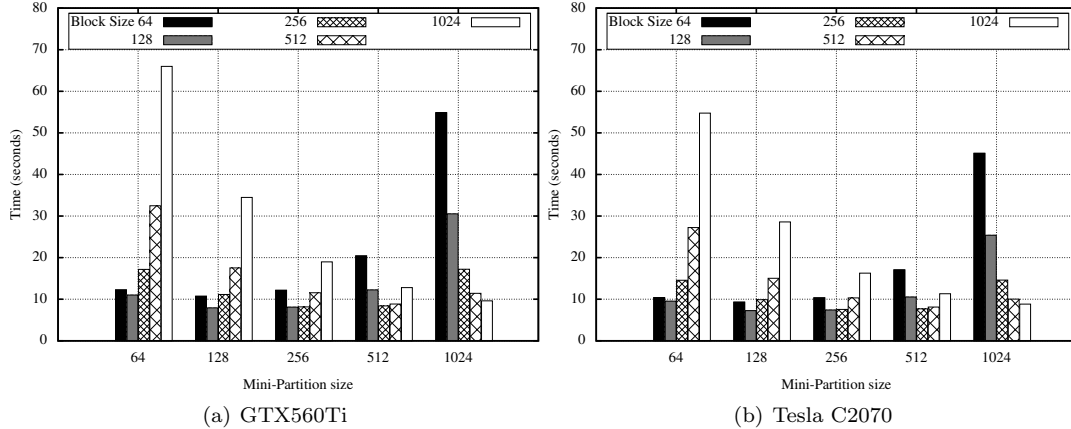 80
70
60
50
40
30
20
10
0
Time (seconds)
Block Size 64
128
256
512
1024
64 128 256 512 1024
Mini-Partition size
(a) GTX560Ti
80
70
60
50
40
30
20
10
0
Time (seconds)
Block Size 64
128
256
512
1024
64 128 256 512 1024
Mini-Partition size
(b) Tesla C2070